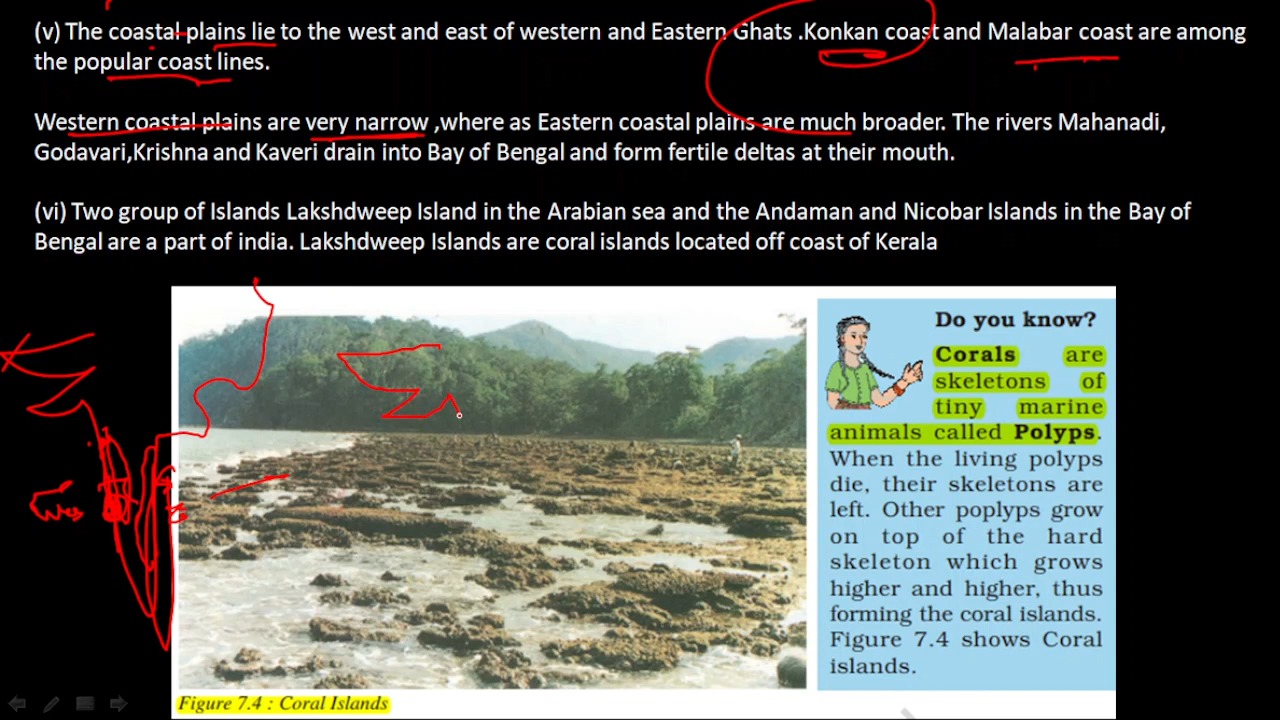 (v) The coastal plains lie to the west and east of western and Eastern Ghats .Konkan coast and Malabar coast are among
the popular coast lines.
Western coastal plains are very narrow ,where as Eastern coastal plains are much broader. The rivers Mahanadi,
Godavari,Krishna and Kaveri drain into Bay of Bengal and form fertile deltas at their mouth.
(vi) Two group of Islands Lakshdweep Island in the Arabian sea and the Andaman and Nicobar Islands in the Bay of
Bengal are a part of india. Lakshdweep Islands are coral islands located off coast of Kerala
Do you know?
Corals are
skeletons of
tiny marine
animals called Polyps.
When the living polyps
die, their skeletons are
left. Other poplyps grow
on top of the hard
skeleton which grows
higher and higher, thus
forming the coral islands.
Figure 7.4 shows Coral
islands.
Figure 7.4 : Coral Islands